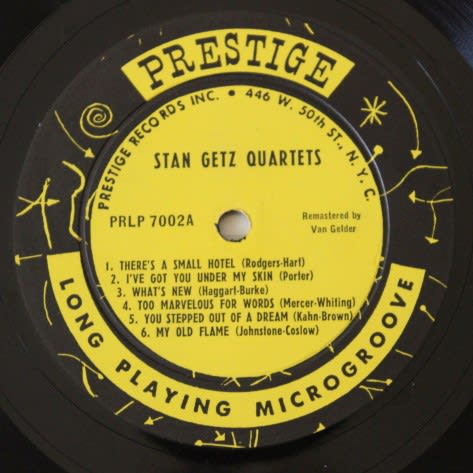 PRESTIGE
PRESTIGE RECORDS INC. • 446 W. 50th ST., N.Y.C.
STAN GETZ QUARTETS
PRLP 7002A
Remastered by
Van Gelder
1. THERE'S A SMALL HOTEL (Rodgers-Hart)
2. I'VE GOT YOU UNDER MY SKIN (Porter)
3. WHAT'S NEW (Haggart-Burke)
4. TOO MARVELOUS FOR WORDS (Mercer-Whiting)
5. YOU STEPPED OUT OF A DREAM (Kahn-Brown)
6. MY OLD FLAME (Johnstone-Coslow)
LONG PLAYING MICROGROOVE